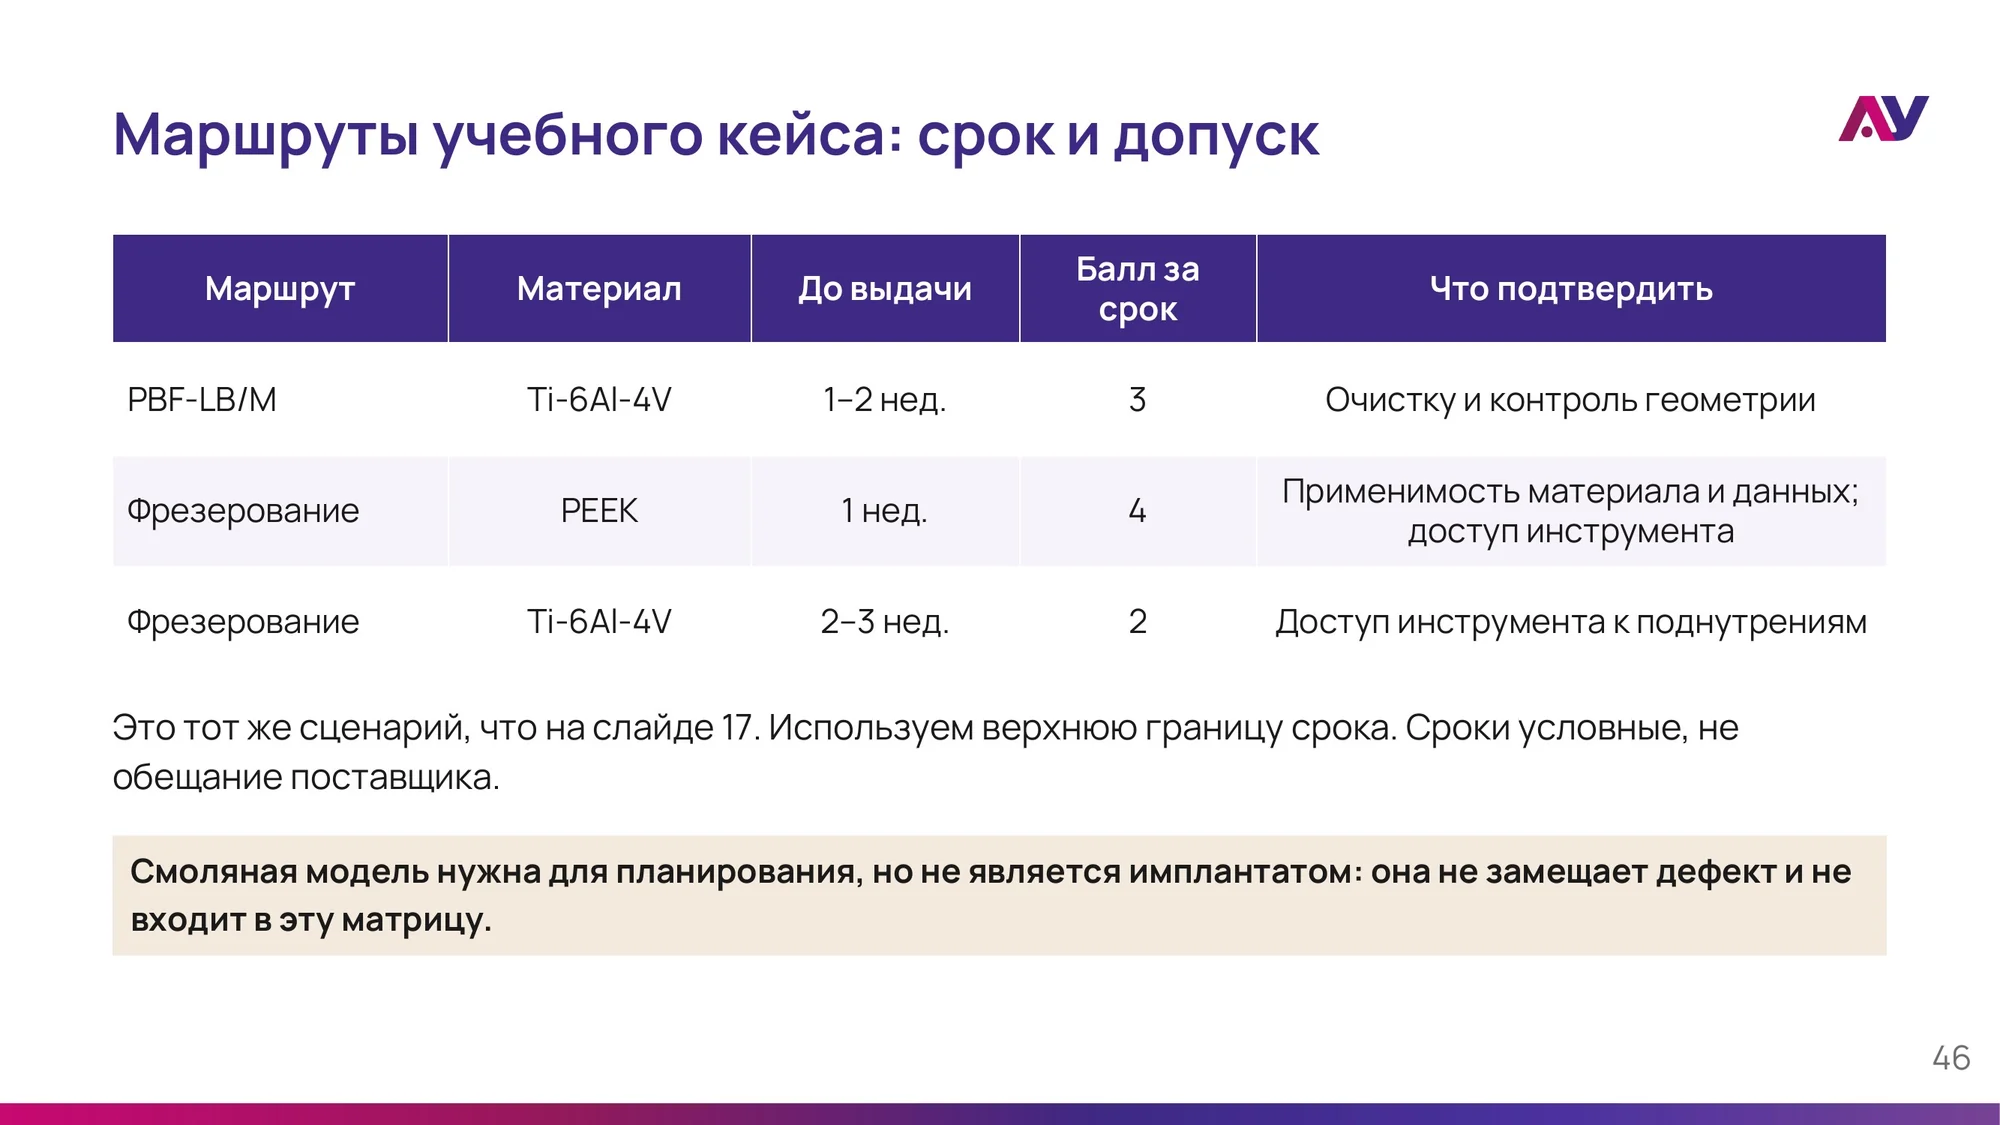 Маршруты учебного кейса: срок и допуск
АУ
Маршрут
Материал
До выдачи
Балл за
срок
Что подтвердить
PBF-LB/M
Ti-6Al-4V
1–2 нед.
3
Очистку и контроль геометрии
Фрезерование
PEEK
1 нед.
4
Применимость материала и данных;
доступ инструмента
Фрезерование
Ti-6Al-4V
2–3 нед.
2
Доступ инструмента к поднутрениям
Это тот же сценарий, что на слайде 17. Используем верхнюю границу срока. Сроки условные, не
обещание поставщика.
Смоляная модель нужна для планирования, но не является имплантатом: она не замещает дефект и не
входит в эту матрицу.
46